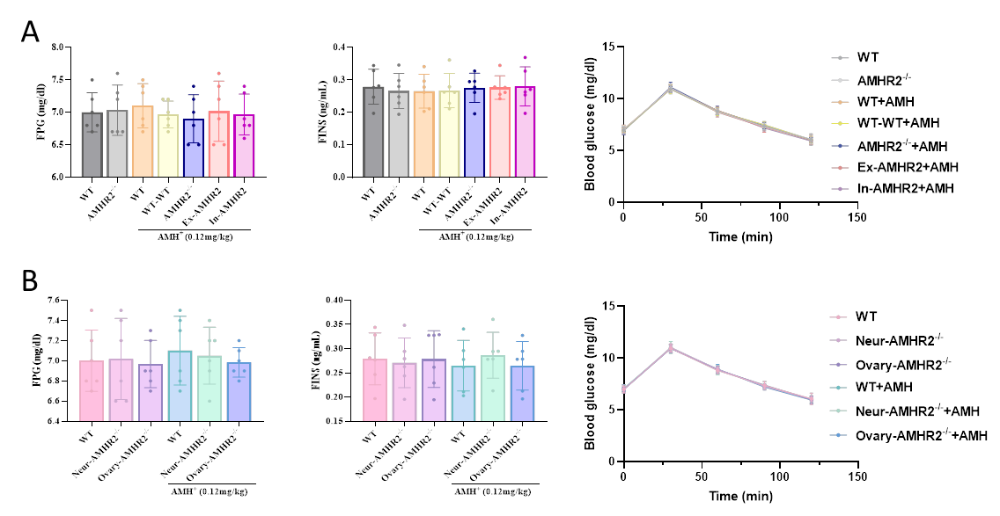 A
FPG (mg/dl)
8.0
7.5
7.0
6.5
6.0
WT
AMHR2⁻/⁻
WT
WT-WT
AMHR2⁻/⁻
Ex-AMHR2
In-AMHR2
AMH⁺ (0.12mg/kg)
FINS (ng/mL)
0.4
0.3
0.2
0.1
WT
AMHR2⁻/⁻
WT
WT-WT
AMHR2⁻/⁻
Ex-AMHR2
In-AMHR2
AMH⁺ (0.12mg/kg)
Blood glucose (mg/dl)
15
10
5
0
0
50
100
150
Time (min)
WT
AMHR2⁻/⁻
WT+AMH
WT-WT+AMH
AMHR2⁻/⁻+AMH
Ex-AMHR2+AMH
In-AMHR2+AMH
B
FPG (mg/dl)
7.6
7.4
7.2
7.0
6.8
6.6
6.4
WT
Neur-AMHR2⁻/⁻
Ovary-AMHR2⁻/⁻
WT
Neur-AMHR2⁻/⁻
Ovary-AMHR2⁻/⁻
AMH⁺ (0.12mg/kg)
FINS (ng/mL)
0.40
0.35
0.30
0.25
0.20
0.15
WT
Neur-AMHR2⁻/⁻
Ovary-AMHR2⁻/⁻
WT
Neur-AMHR2⁻/⁻
Ovary-AMHR2⁻/⁻
AMH⁺ (0.12mg/kg)
Blood glucose (mg/dl)
15
10
5
0
0
50
100
150
Time (min)
WT
Neur-AMHR2⁻/⁻
Ovary-AMHR2⁻/⁻
WT+AMH
Neur-AMHR2⁻/⁻+AMH
Ovary-AMHR2⁻/⁻+AMH